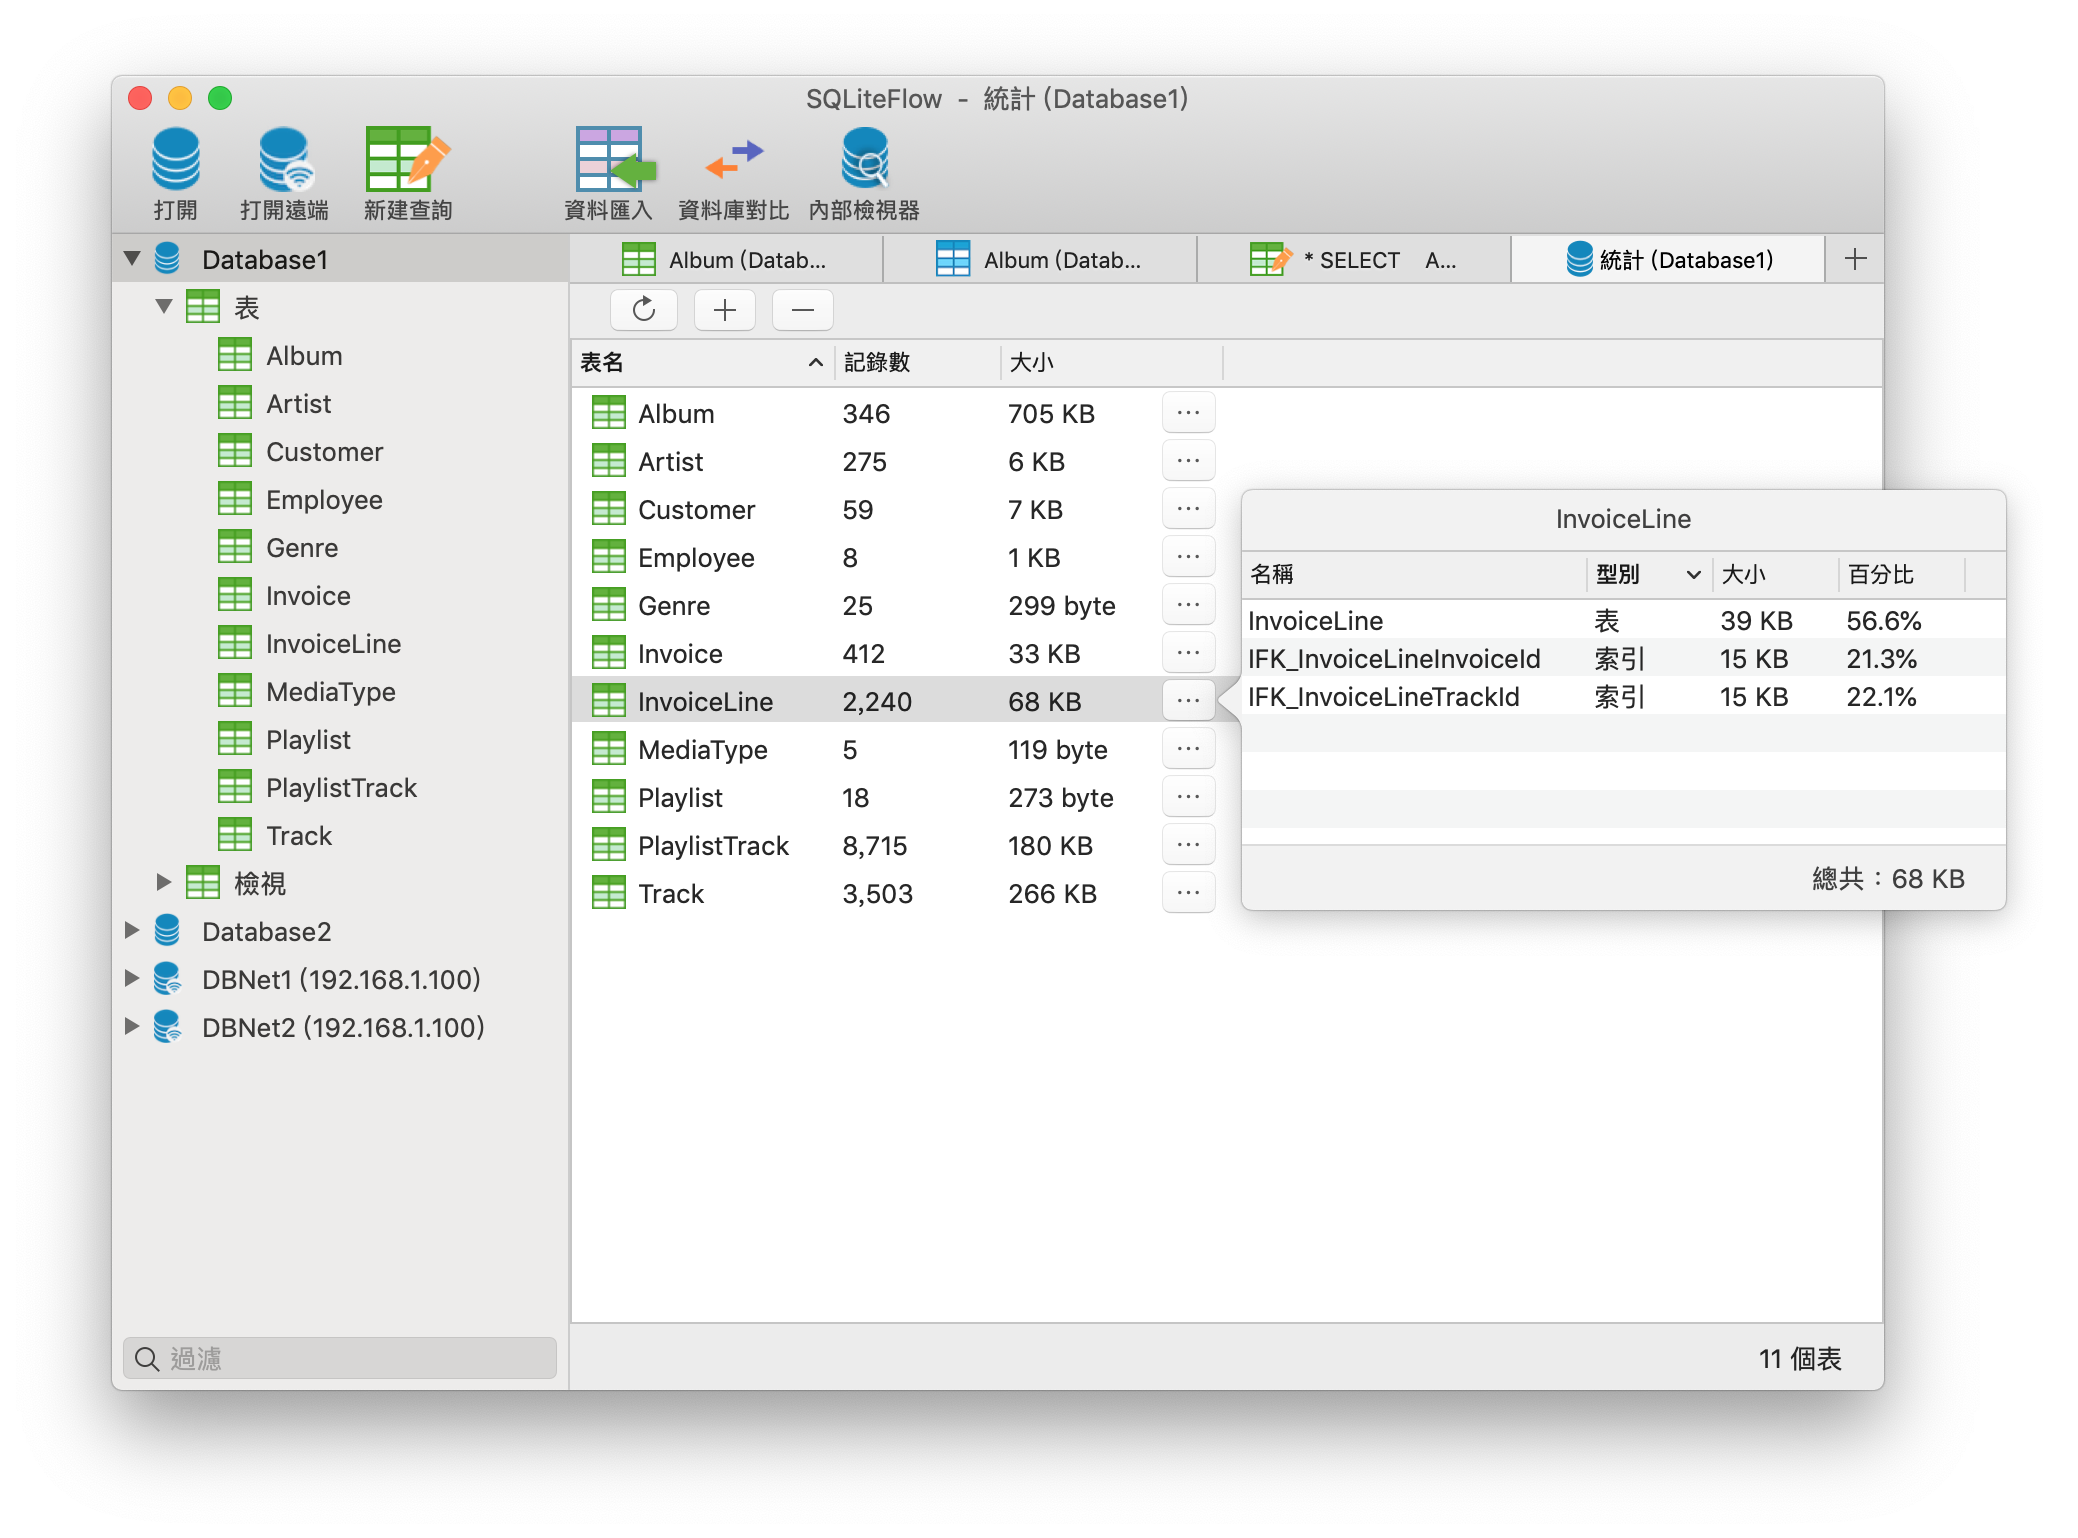 SQLiteFlow - 統計 (Database1)
打開 打開遠端 新建查詢 資料匯入 資料庫對比 內部檢視器
Database1
表
Album
Artist
Customer
Employee
Genre
Invoice
InvoiceLine
MediaType
Playlist
PlaylistTrack
Track
檢視
Database2
DBNet1 (192.168.1.100)
DBNet2 (192.168.1.100)
過濾
Album (Datab... Album (Datab... * SELECT A... 統計 (Database1)
表名 記錄數 大小
Album 346 705 KB
Artist 275 6 KB
Customer 59 7 KB
Employee 8 1 KB
Genre 25 299 byte
Invoice 412 33 KB
InvoiceLine 2,240 68 KB
MediaType 5 119 byte
Playlist 18 273 byte
PlaylistTrack 8,715 180 KB
Track 3,503 266 KB
InvoiceLine
名稱 型別 大小 百分比
InvoiceLine 表 39 KB 56.6%
IFK_InvoiceLineInvoiceId 索引 15 KB 21.3%
IFK_InvoiceLineTrackId 索引 15 KB 22.1%
總共：68 KB
11 個表